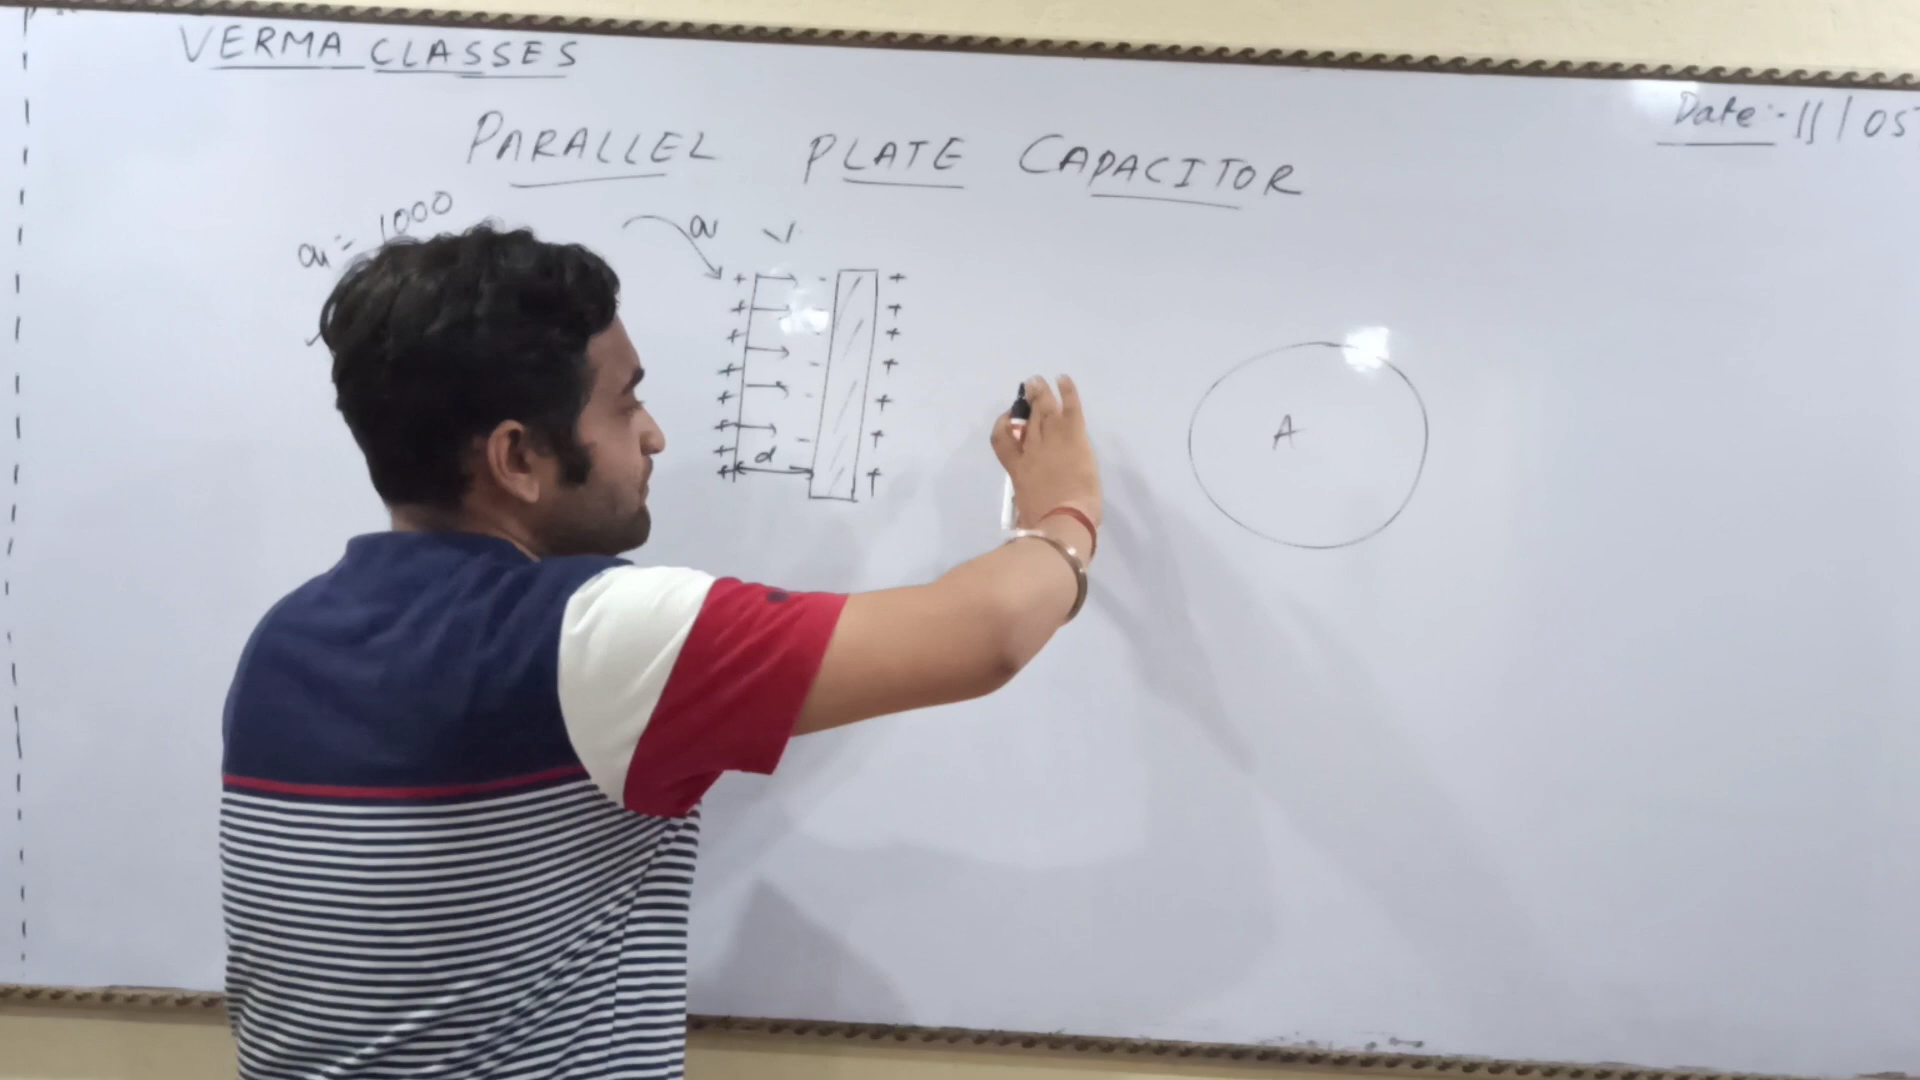 VERMA CLASSES
Date :- 11/05
PARALLEL PLATE CAPACITOR
= 1000
d
A